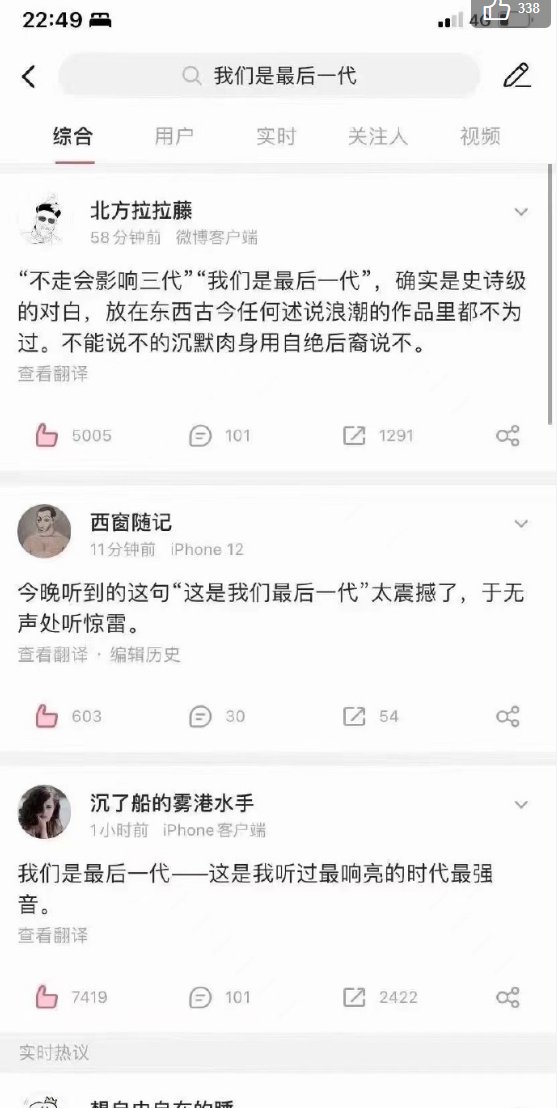 22:49
4G
338
我们是最后一代
综合 用户 实时 关注人 视频
北方拉拉藤
58分钟前 微博客户端
“不走会影响三代”“我们是最后一代”，确实是史诗级
的对白，放在东西古今任何述说浪潮的作品里都不为
过。不能说不的沉默肉身用自绝后裔说不。
查看翻译
5005 101 1291
西窗随记
11分钟前 iPhone 12
今晚听到的这句“这是我们最后一代”太震撼了，于无
声处听惊雷。
查看翻译 · 编辑历史
603 30 54
沉了船的雾港水手
1小时前 iPhone客户端
我们是最后一代——这是我听过最响亮的时代最强
音。
查看翻译
7419 101 2422
实时热议
想自由自在的睡